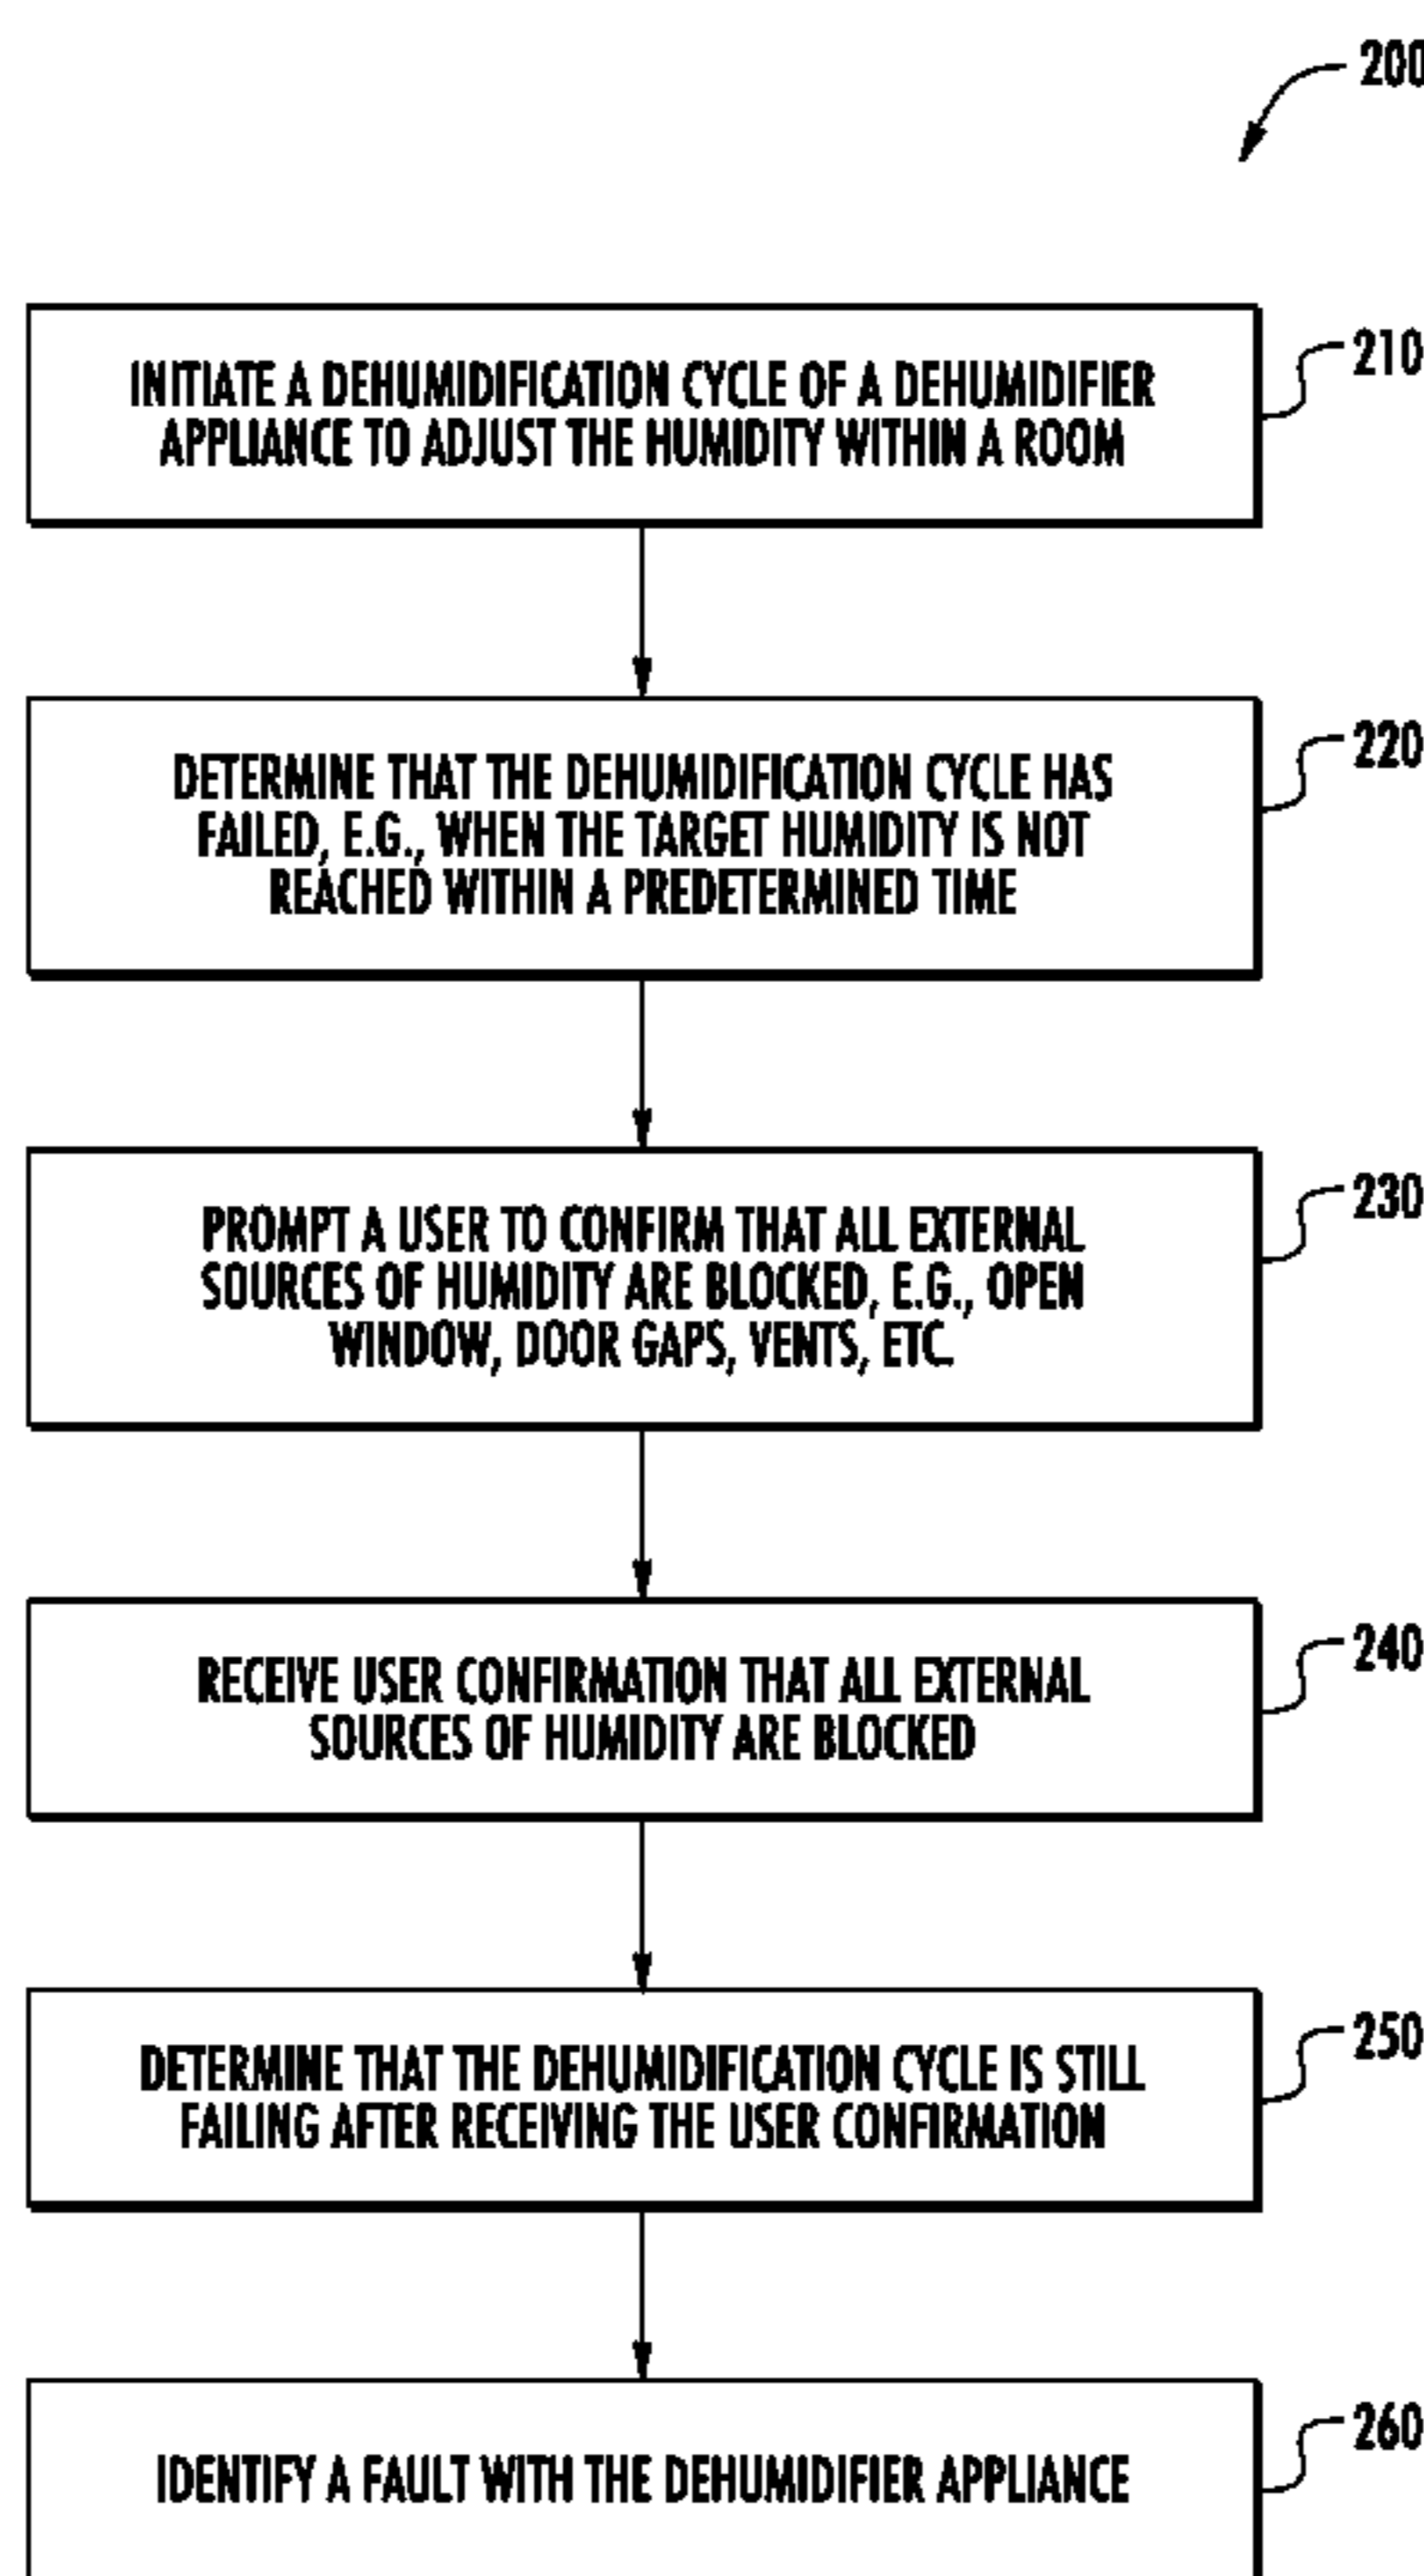 200
INITIATE A DEHUMIDIFICATION CYCLE OF A DEHUMIDIFIER
APPLIANCE TO ADJUST THE HUMIDITY WITHIN A ROOM
210
DETERMINE THAT THE DEHUMIDIFICATION CYCLE HAS
FAILED, E.G., WHEN THE TARGET HUMIDITY IS NOT
REACHED WITHIN A PREDETERMINED TIME
220
PROMPT A USER TO CONFIRM THAT ALL EXTERNAL
SOURCES OF HUMIDITY ARE BLOCKED, E.G., OPEN
WINDOW, DOOR GAPS, VENTS, ETC.
230
RECEIVE USER CONFIRMATION THAT ALL EXTERNAL
SOURCES OF HUMIDITY ARE BLOCKED
240
DETERMINE THAT THE DEHUMIDIFICATION CYCLE IS STILL
FAILING AFTER RECEIVING THE USER CONFIRMATION
250
IDENTIFY A FAULT WITH THE DEHUMIDIFIER APPLIANCE
260